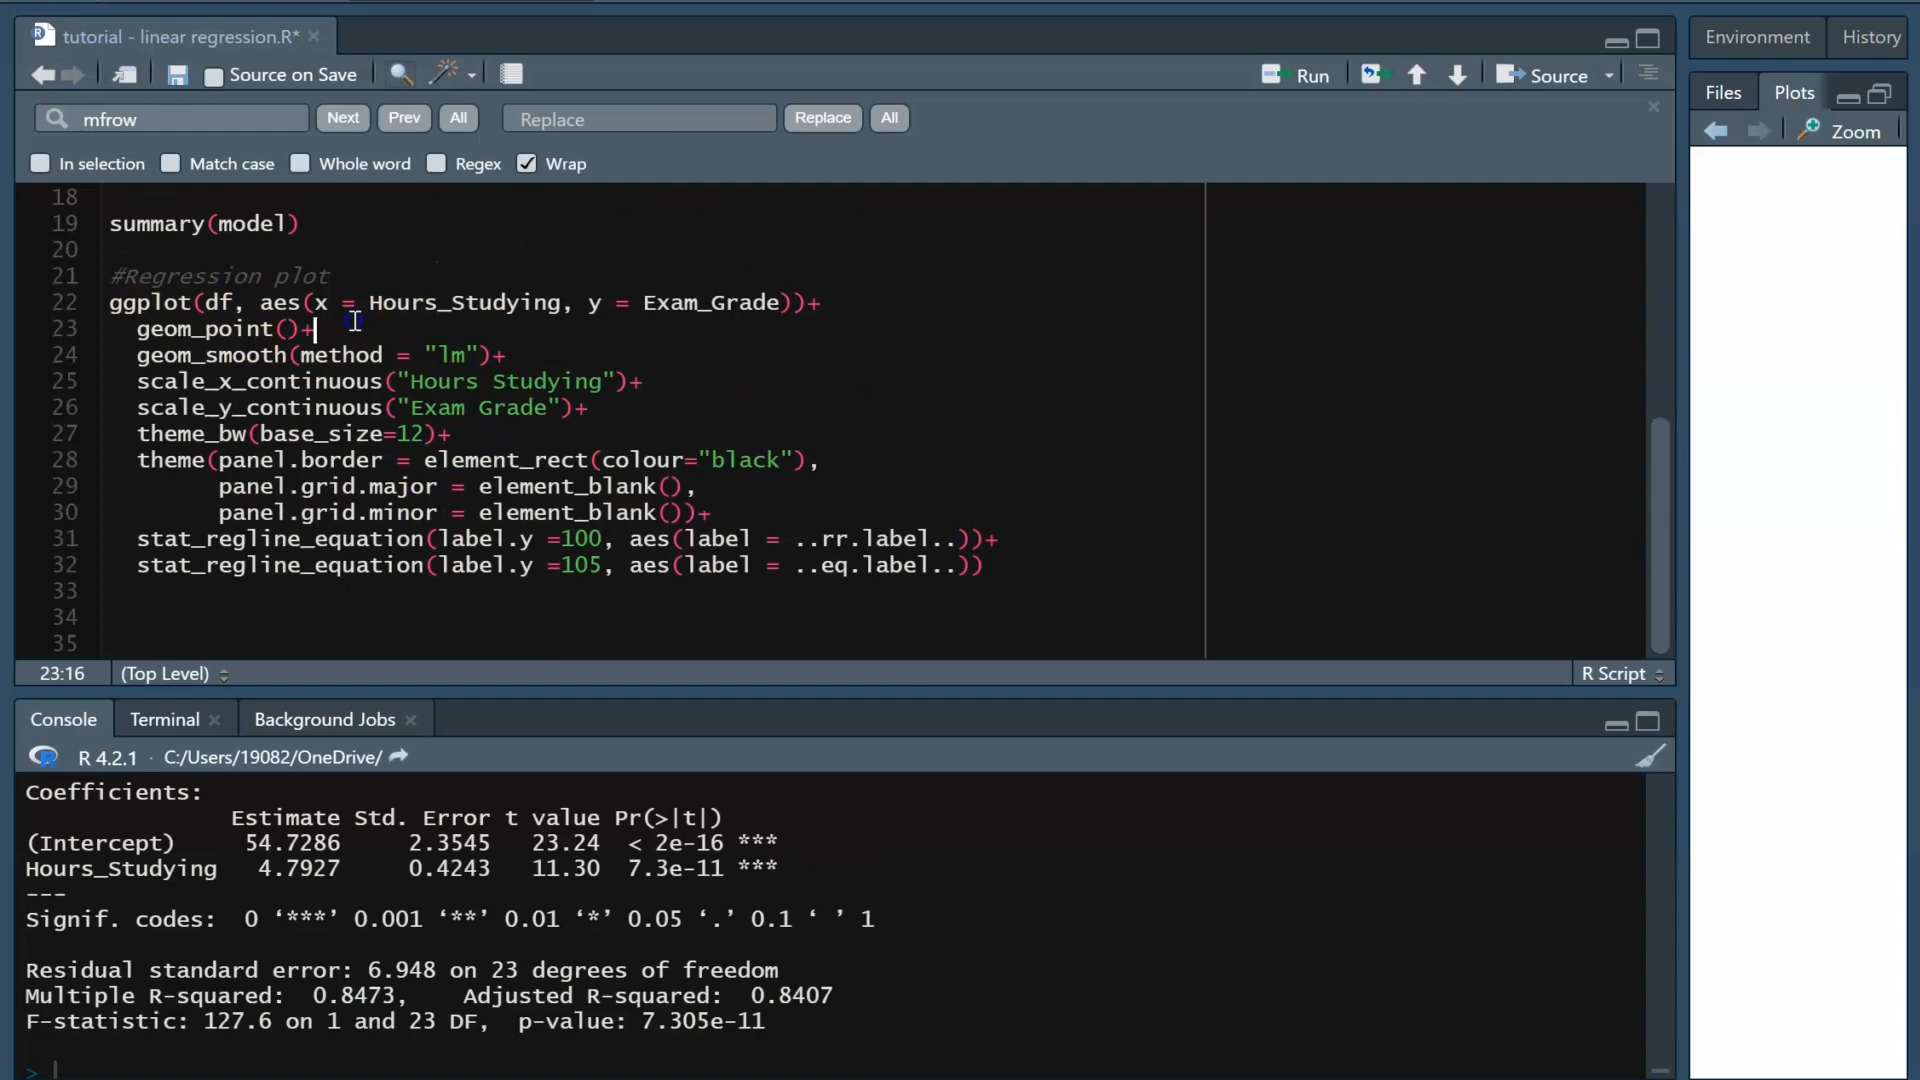 tutorial - linear regression.R*
Environment
History
Source on Save
Run
Source
Files
Plots
mfrow
Next
Prev
All
Replace
Replace
All
Zoom
In selection
Match case
Whole word
Regex
Wrap
18
19 summary(model)
20
21 #Regression plot
22 ggplot(df, aes(x = Hours_Studying, y = Exam_Grade))+
23 geom_point()+
24 geom_smooth(method = "lm")+
25 scale_x_continuous("Hours Studying")+
26 scale_y_continuous("Exam Grade")+
27 theme_bw(base_size=12)+
28 theme(panel.border = element_rect(colour="black"),
29 panel.grid.major = element_blank(),
30 panel.grid.minor = element_blank())+
31 stat_regline_equation(label.y =100, aes(label = ..rr.label..))+
32 stat_regline_equation(label.y =105, aes(label = ..eq.label..))
33
34
35
23:16
(Top Level)
R Script
Console
Terminal
Background Jobs
R 4.2.1 · C:/Users/19082/OneDrive/
Coefficients:
Estimate Std. Error t value Pr(>|t|)
(Intercept) 54.7286 2.3545 23.24 < 2e-16 ***
Hours_Studying 4.7927 0.4243 11.30 7.3e-11 ***
---
Signif. codes: 0 ‘***’ 0.001 ‘**’ 0.01 ‘*’ 0.05 ‘.’ 0.1 ‘ ’ 1
Residual standard error: 6.948 on 23 degrees of freedom
Multiple R-squared: 0.8473, Adjusted R-squared: 0.8407
F-statistic: 127.6 on 1 and 23 DF, p-value: 7.305e-11
>